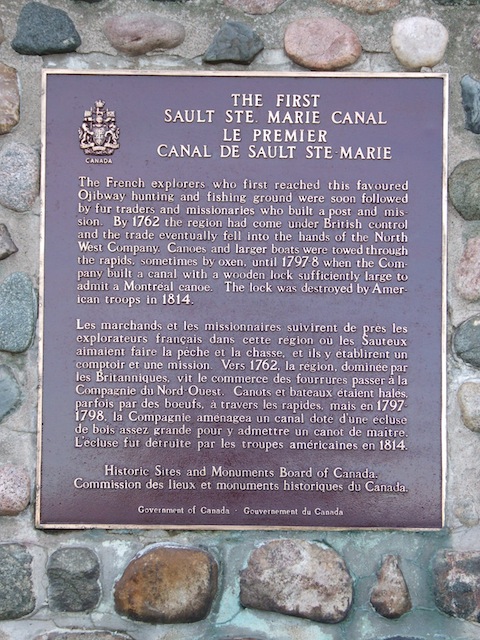 THE FIRST
SAULT STE. MARIE CANAL
LE PREMIER
CANAL DE SAULT STE-MARIE
CANADA
The French explorers who first reached this favoured
Ojibway hunting and fishing ground were soon followed
by fur traders and missionaries who built a post and mis-
sion. By 1762 the region had come under British control
and the trade eventually fell into the hands of the North
West Company. Canoes and larger boats were towed through
the rapids, sometimes by oxen, until 1797-8 when the Com-
pany built a canal with a wooden lock sufficiently large to
admit a Montreal canoe. The lock was destroyed by Amer-
ican troops in 1814.
Les marchands et les missionnaires suivirent de près les
explorateurs français dans cette région où les Sauteux
aimaient faire la pêche et la chasse, et ils y établirent un
comptoir et une mission. Vers 1762, la région, dominée par
les Britanniques, vit le commerce des fourrures passer à la
Compagnie du Nord-Ouest. Canots et bateaux étaient halés,
parfois par des boeufs, à travers les rapides, mais en 1797-
1798, la Compagnie aménagea un canal doté d'une écluse
de bois assez grande pour y admettre un canot de maître.
L'écluse fut détruite par les troupes américaines en 1814.
Historic Sites and Monuments Board of Canada.
Commission des lieux et monuments historiques du Canada.
Government of Canada · Gouvernement du Canada